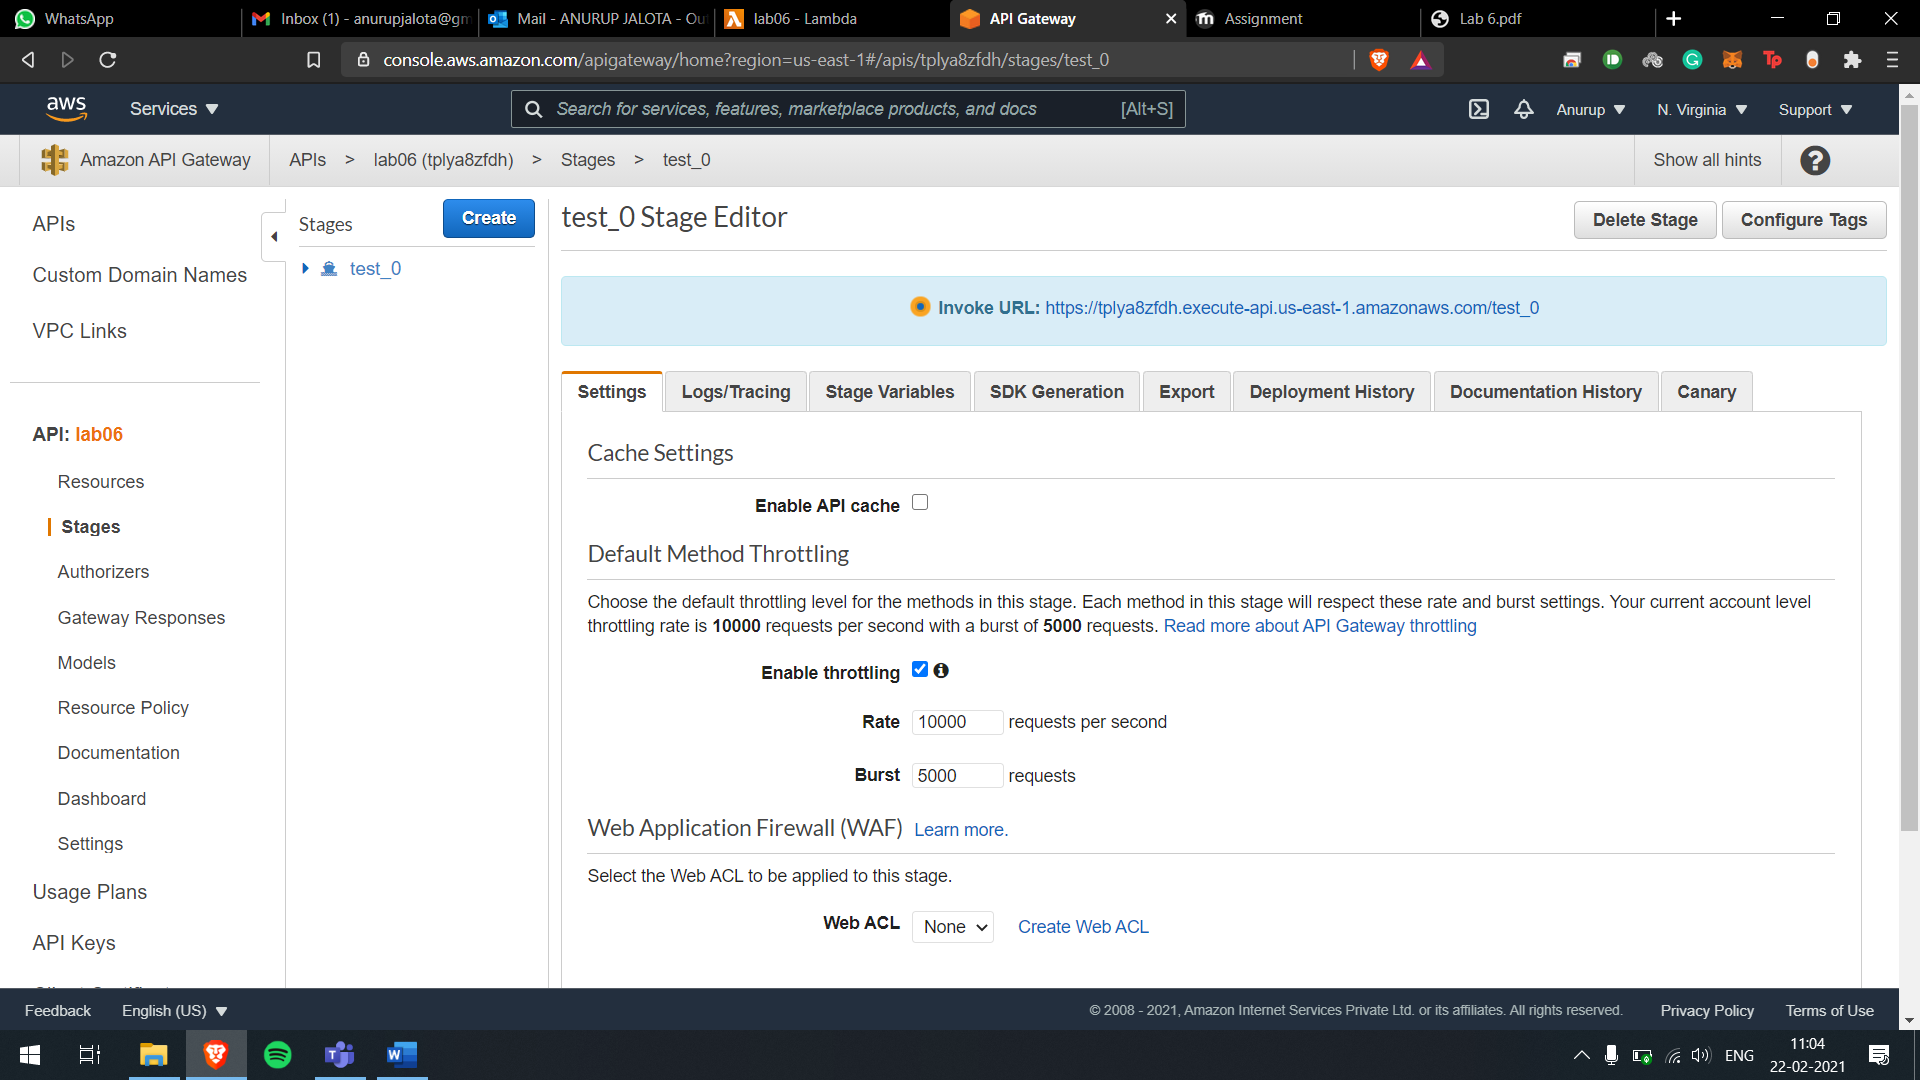 WhatsApp
Inbox (1) - anurupjalota@gm
Mail - ANURUP JALOTA - Out
lab06 - Lambda
API Gateway
Assignment
Lab 6.pdf
console.aws.amazon.com/apigateway/home?region=us-east-1#/apis/tplya8zfdh/stages/test_0
aws
Services
Search for services, features, marketplace products, and docs [Alt+S]
Anurup
N. Virginia
Support
Amazon API Gateway
APIs > lab06 (tplya8zfdh) > Stages > test_0
Show all hints
APIs
Custom Domain Names
VPC Links
API: lab06
Resources
Stages
Authorizers
Gateway Responses
Models
Resource Policy
Documentation
Dashboard
Settings
Usage Plans
API Keys
Stages
Create
test_0
test_0 Stage Editor
Delete Stage
Configure Tags
Invoke URL: https://tplya8zfdh.execute-api.us-east-1.amazonaws.com/test_0
Settings
Logs/Tracing
Stage Variables
SDK Generation
Export
Deployment History
Documentation History
Canary
Cache Settings
Enable API cache
Default Method Throttling
Choose the default throttling level for the methods in this stage. Each method in this stage will respect these rate and burst settings. Your current account level
throttling rate is 10000 requests per second with a burst of 5000 requests. Read more about API Gateway throttling
Enable throttling
Rate 10000 requests per second
Burst 5000 requests
Web Application Firewall (WAF) Learn more.
Select the Web ACL to be applied to this stage.
Web ACL None Create Web ACL
Feedback
English (US)
© 2008 - 2021, Amazon Internet Services Private Ltd. or its affiliates. All rights reserved.
Privacy Policy
Terms of Use
ENG
11:04
22-02-2021